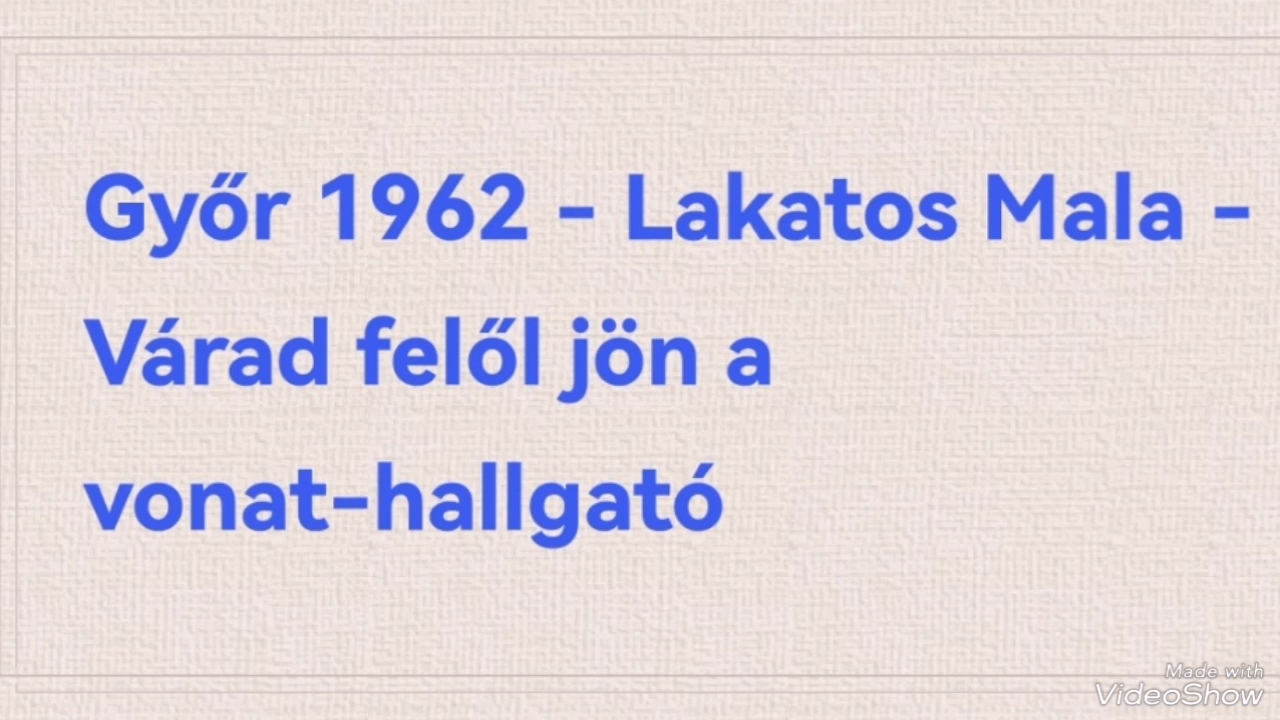 Győr 1962 - Lakatos Mala -
Várad felől jön a
vonat-hallgató
Made with
VideoShow